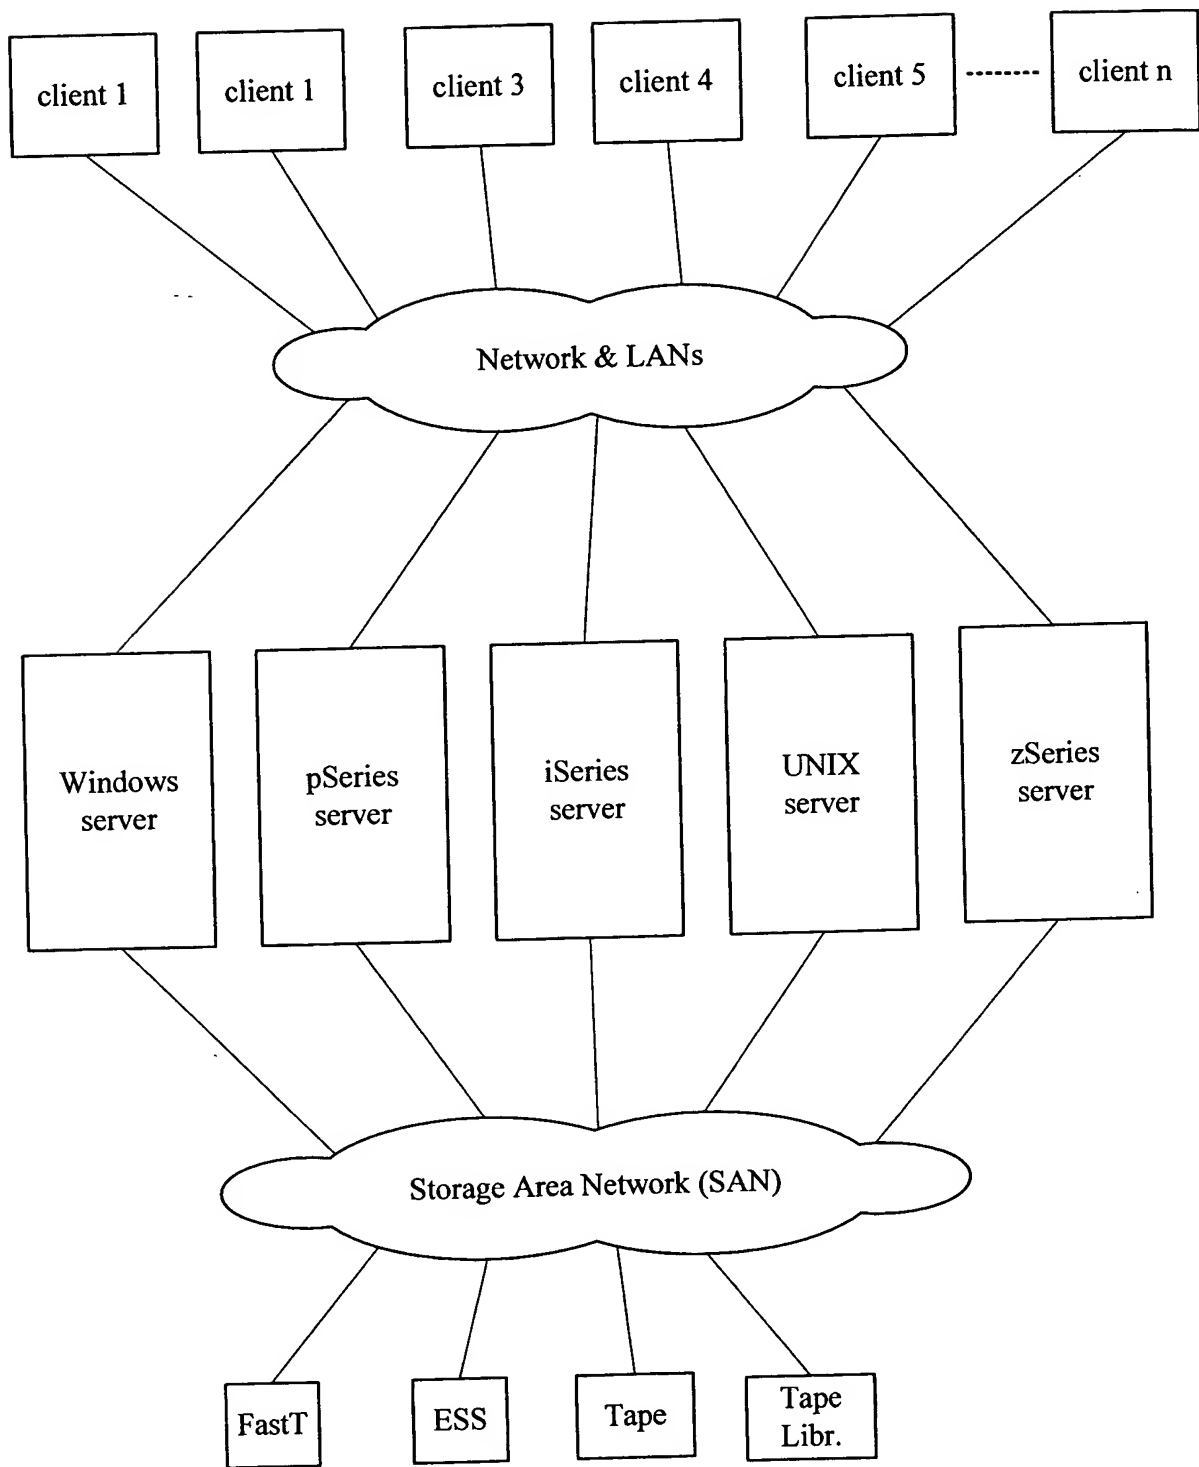 client 1
client 1
client 3
client 4
client 5
client n
Network & LANs
Windows
server
pSeries
server
iSeries
server
UNIX
server
zSeries
server
Storage Area Network (SAN)
FastT
ESS
Tape
Tape
Libr.